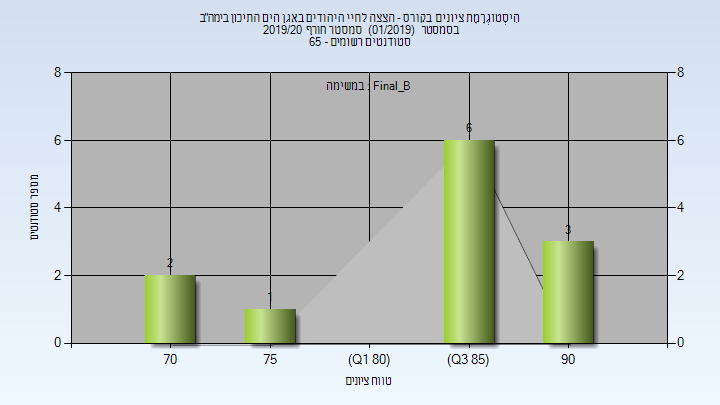 היסטוגרמת ציונים בקורס - הצצה לחיי היהודים באגן הים התיכון בימה"ב
בסמסטר (01/2019) סמסטר חורף 2019/20
סטודנטים רשומים - 65
במשימה : Final_B
מספר סטודנטים
8 8
6 6
4 4
2 2
0 0
2 1 6 3
70 75 (Q1 80) (Q3 85) 90
טווח ציונים